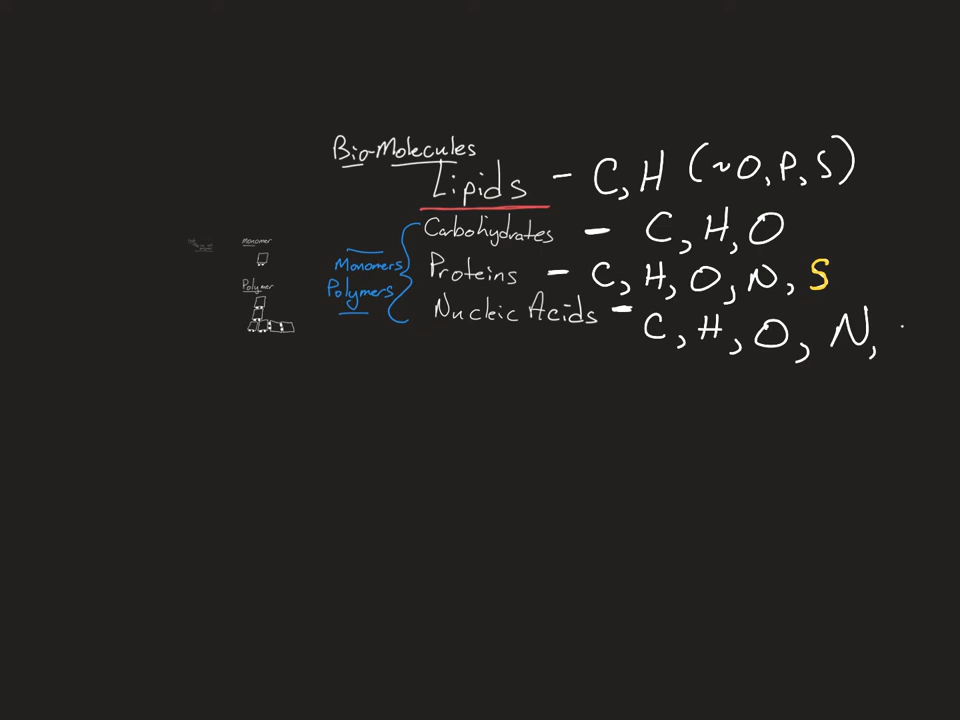 Bio-Molecules
Lipids - C, H (~O, P, S)
Carbohydrates - C, H, O
Proteins - C, H, O, N, S
Nucleic Acids - C, H, O, N,
Monomers
Polymers
monomer
Polymer